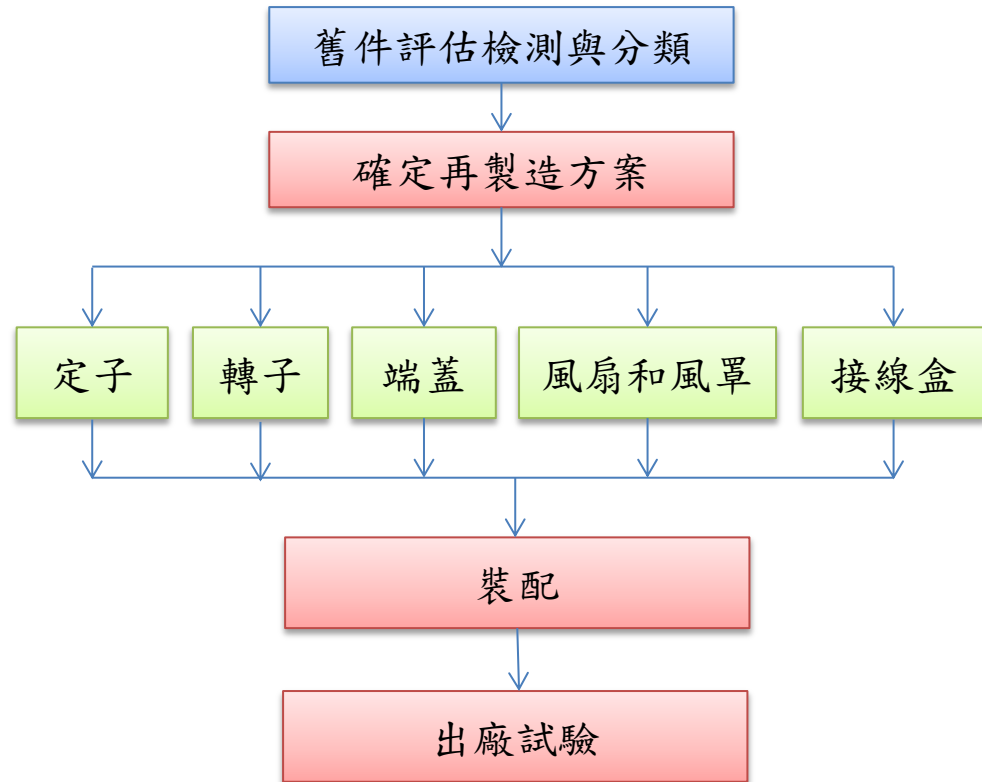 舊件評估檢測與分類
確定再製造方案
定子
轉子
端蓋
風扇和風罩
接線盒
裝配
出廠試驗